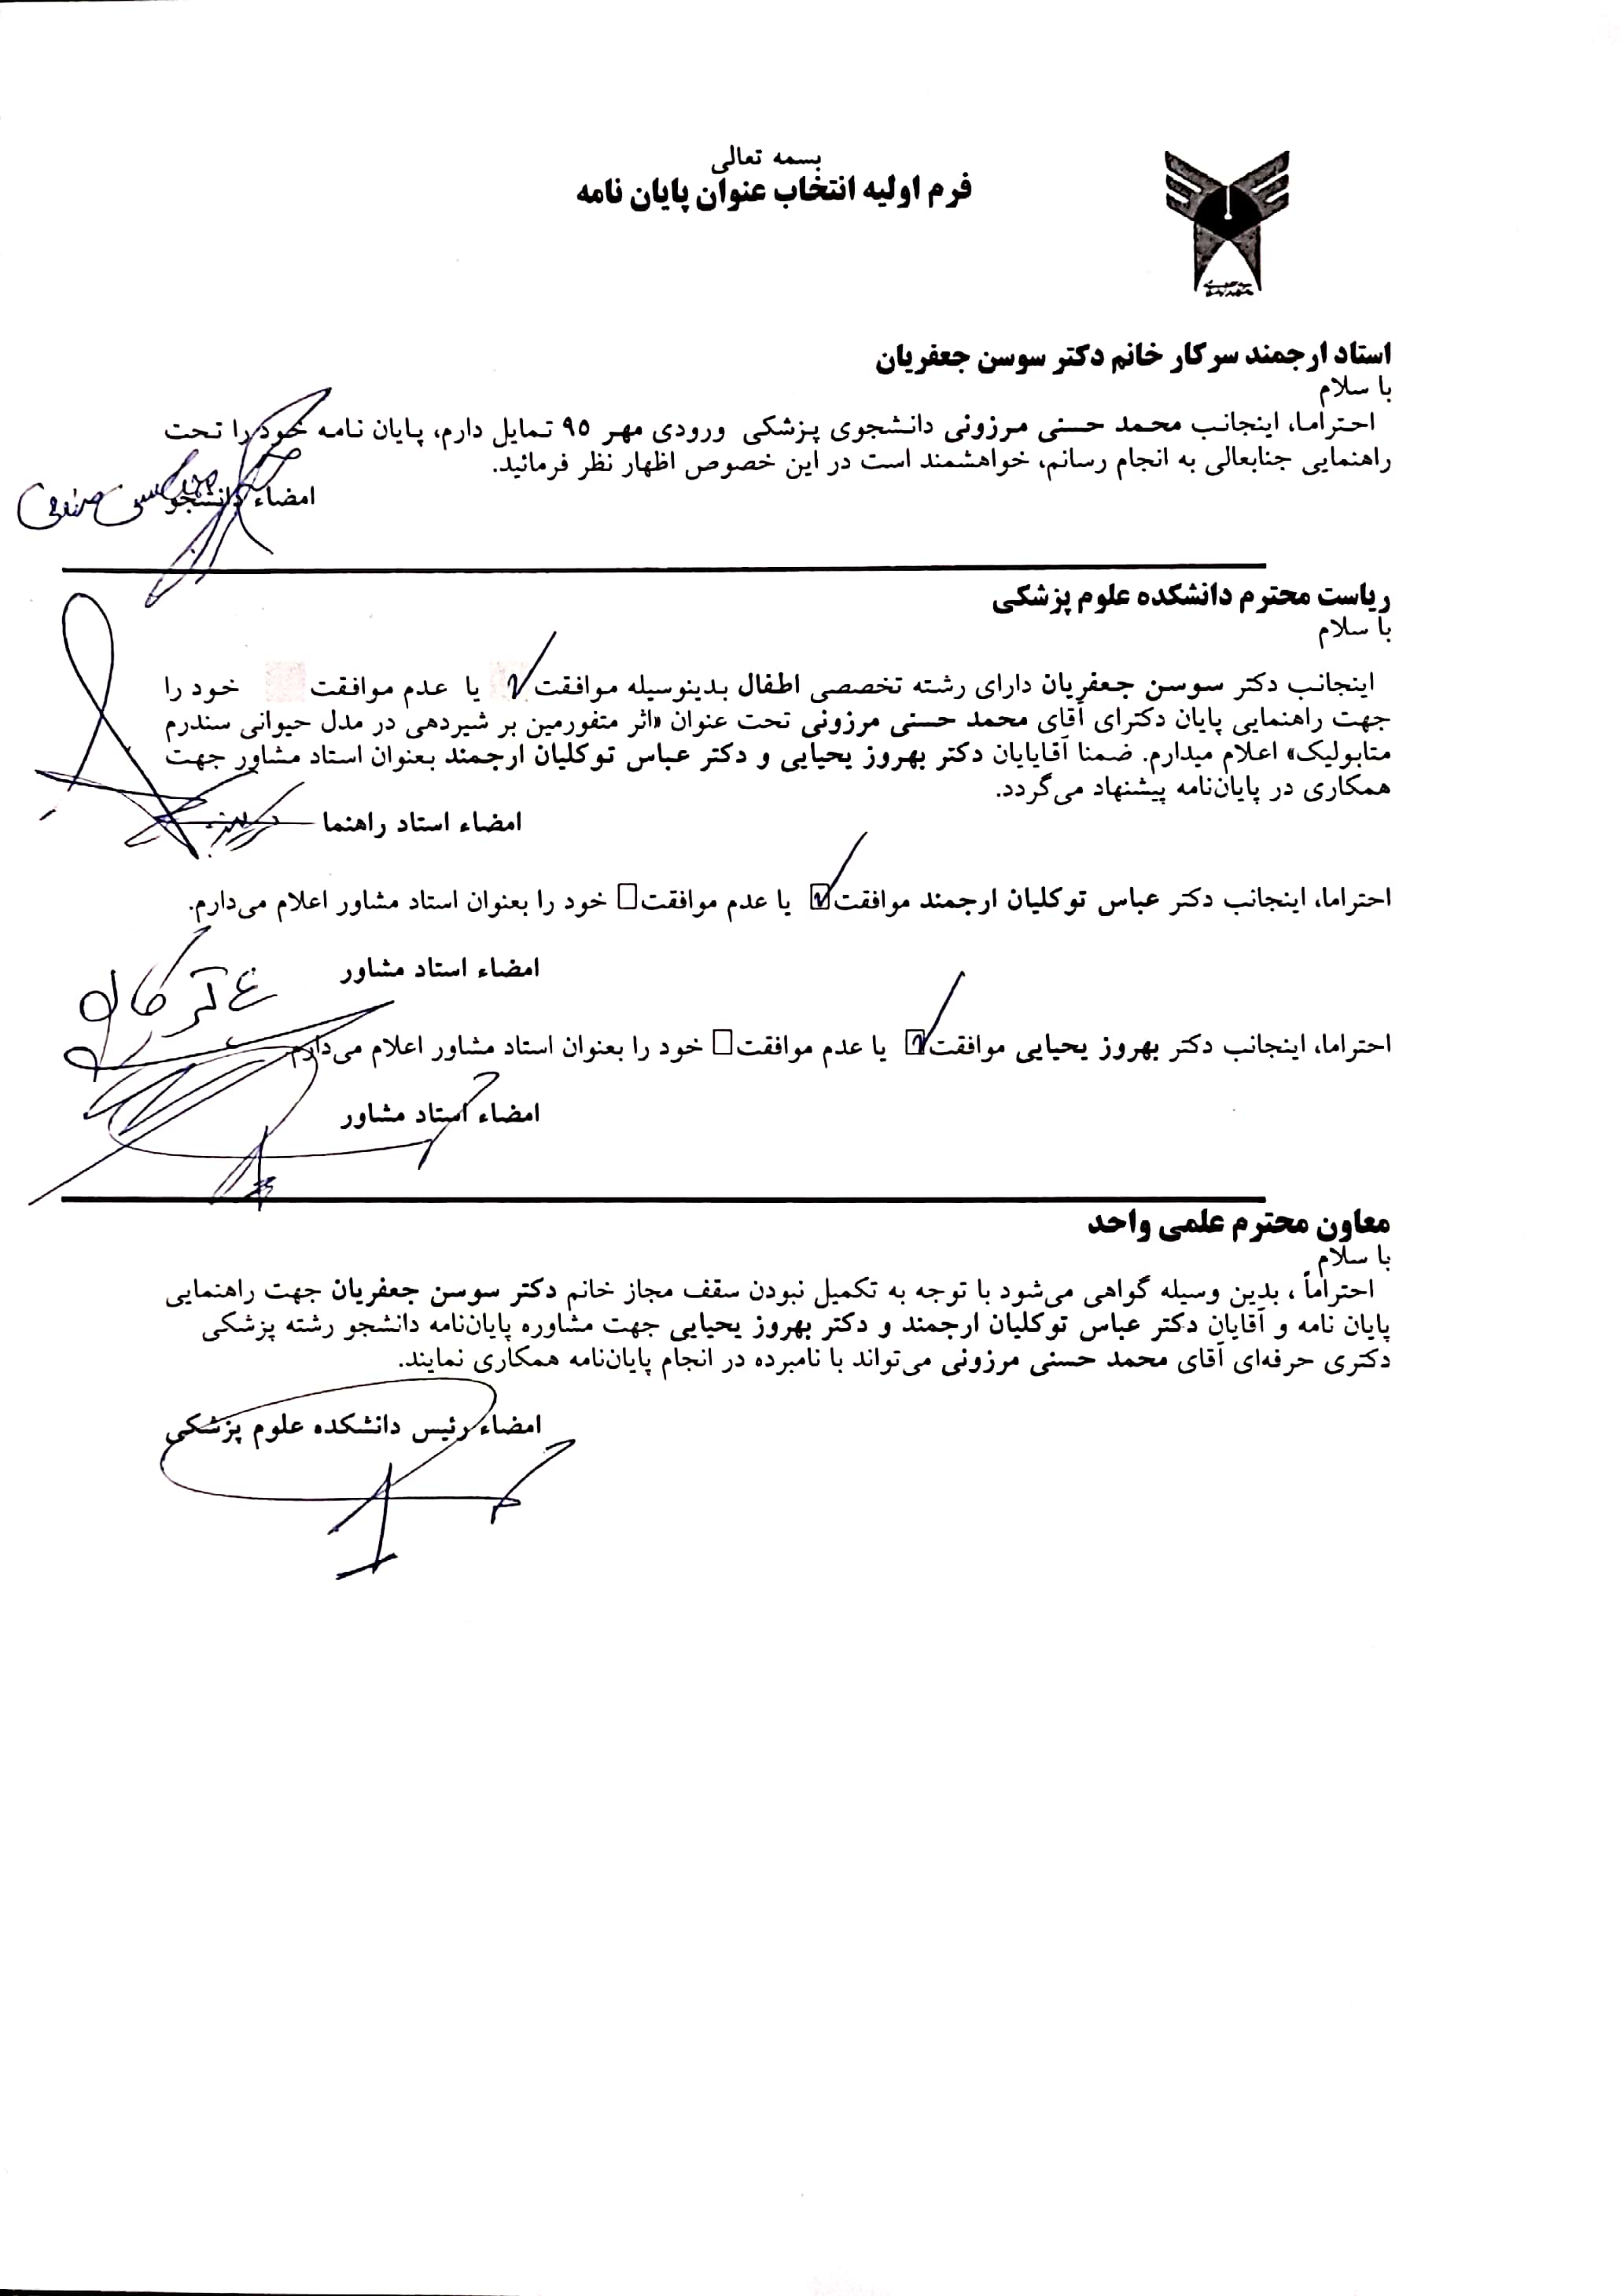 بسمه تعالی
فرم اولیه انتخاب عنوان پایان نامه
استاد ارجمند سرکار خانم دکتر سوسن جعفریان
با سلام
احتراما، اینجانب محمد حسنی مرزونی دانشجوی پزشکی ورودی مهر ۹۵ تمایل دارم، پایان نامه خود را تحت
راهنمایی جنابعالی به انجام رسانم، خواهشمند است در این خصوص اظهار نظر فرمائید.
امضاء دانشجو
ریاست محترم دانشکده علوم پزشکی
با سلام
اینجانب دکتر سوسن جعفریان دارای رشته تخصصی اطفال بدینوسیله موافقت یا عدم موافقت خود را
جهت راهنمایی پایان دکترای آقای محمد حسنی مرزونی تحت عنوان «اثر متفورمین بر شیردهی در مدل حیوانی سندرم
متابولیک» اعلام میدارم. ضمنا آقایایان دکتر بهروز یحیایی و دکتر عباس توکلیان ارجمند بعنوان استاد مشاور جهت
همکاری در پایان‌نامه پیشنهاد می‌گردد.
امضاء استاد راهنما
احتراما، اینجانب دکتر عباس توکلیان ارجمند موافقت☑ یا عدم موافقت☐ خود را بعنوان استاد مشاور اعلام می‌دارم.
امضاء استاد مشاور
احتراما، اینجانب دکتر بهروز یحیایی موافقت☑ یا عدم موافقت☐ خود را بعنوان استاد مشاور اعلام می‌دارم.
امضاء استاد مشاور
معاون محترم علمی واحد
با سلام
احتراماً ، بدین وسیله گواهی می‌شود با توجه به تکمیل نبودن سقف مجاز خانم دکتر سوسن جعفریان جهت راهنمایی
پایان نامه و آقایان دکتر عباس توکلیان ارجمند و دکتر بهروز یحیایی جهت مشاوره پایان‌نامه دانشجو رشته پزشکی
دکتری حرفه‌ای آقای محمد حسنی مرزونی می‌تواند با نامبرده در انجام پایان‌نامه همکاری نمایند.
امضاء رئیس دانشکده علوم پزشکی